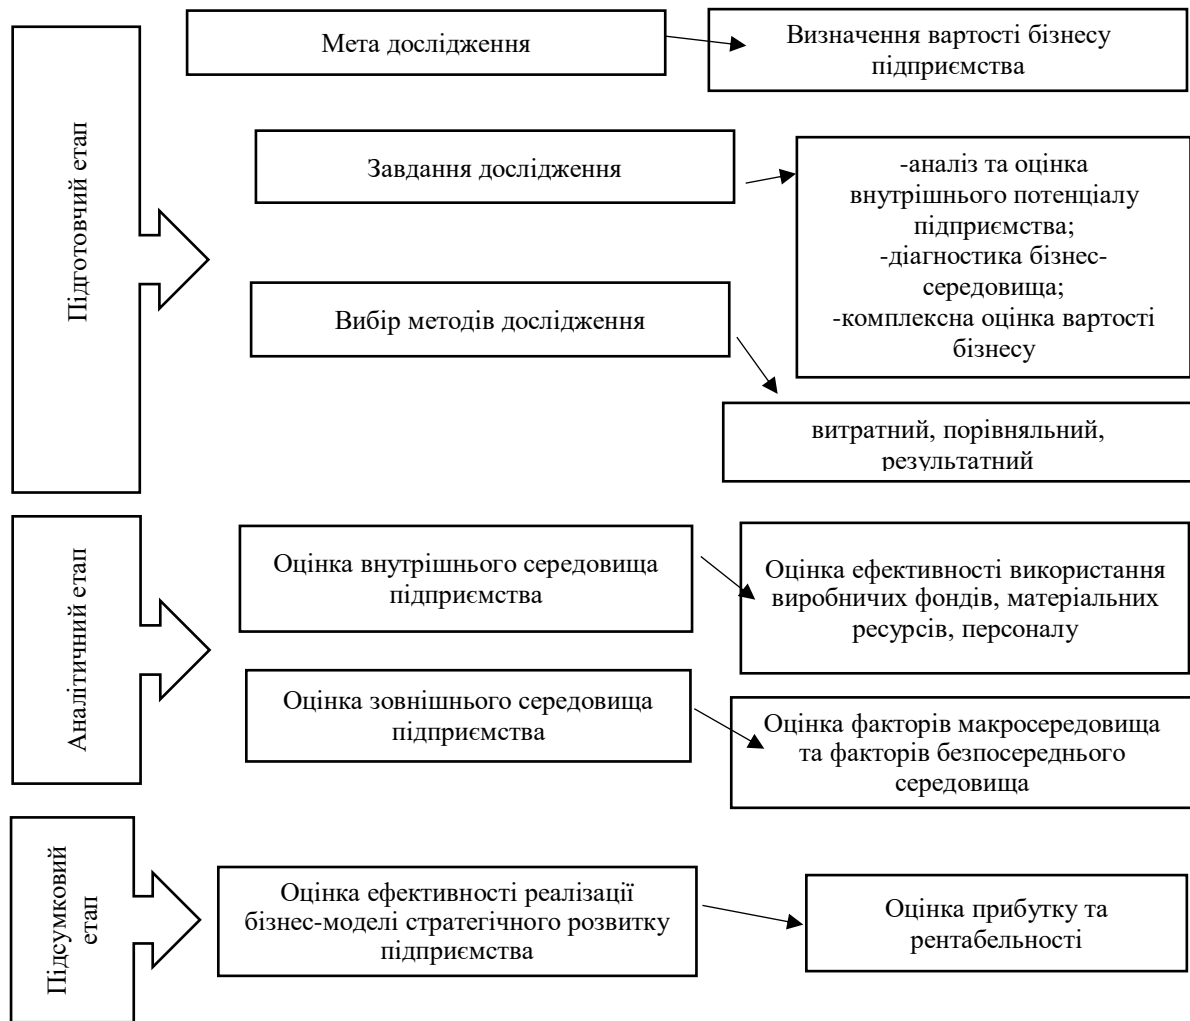 Підготовчий етап
Мета дослідження
Визначення вартості бізнесу
підприємства
Завдання дослідження
-аналіз та оцінка
внутрішнього потенціалу
підприємства;
-діагностика бізнес-
середовища;
-комплексна оцінка вартості
бізнесу
Вибір методів дослідження
витратний, порівняльний,
результатний
Аналітичний етап
Оцінка внутрішнього середовища
підприємства
Оцінка ефективності використання
виробничих фондів, матеріальних
ресурсів, персоналу
Оцінка зовнішнього середовища
підприємства
Оцінка факторів макросередовища
та факторів безпосереднього
середовища
Підсумковий
етап
Оцінка ефективності реалізації
бізнес-моделі стратегічного розвитку
підприємства
Оцінка прибутку та
рентабельності